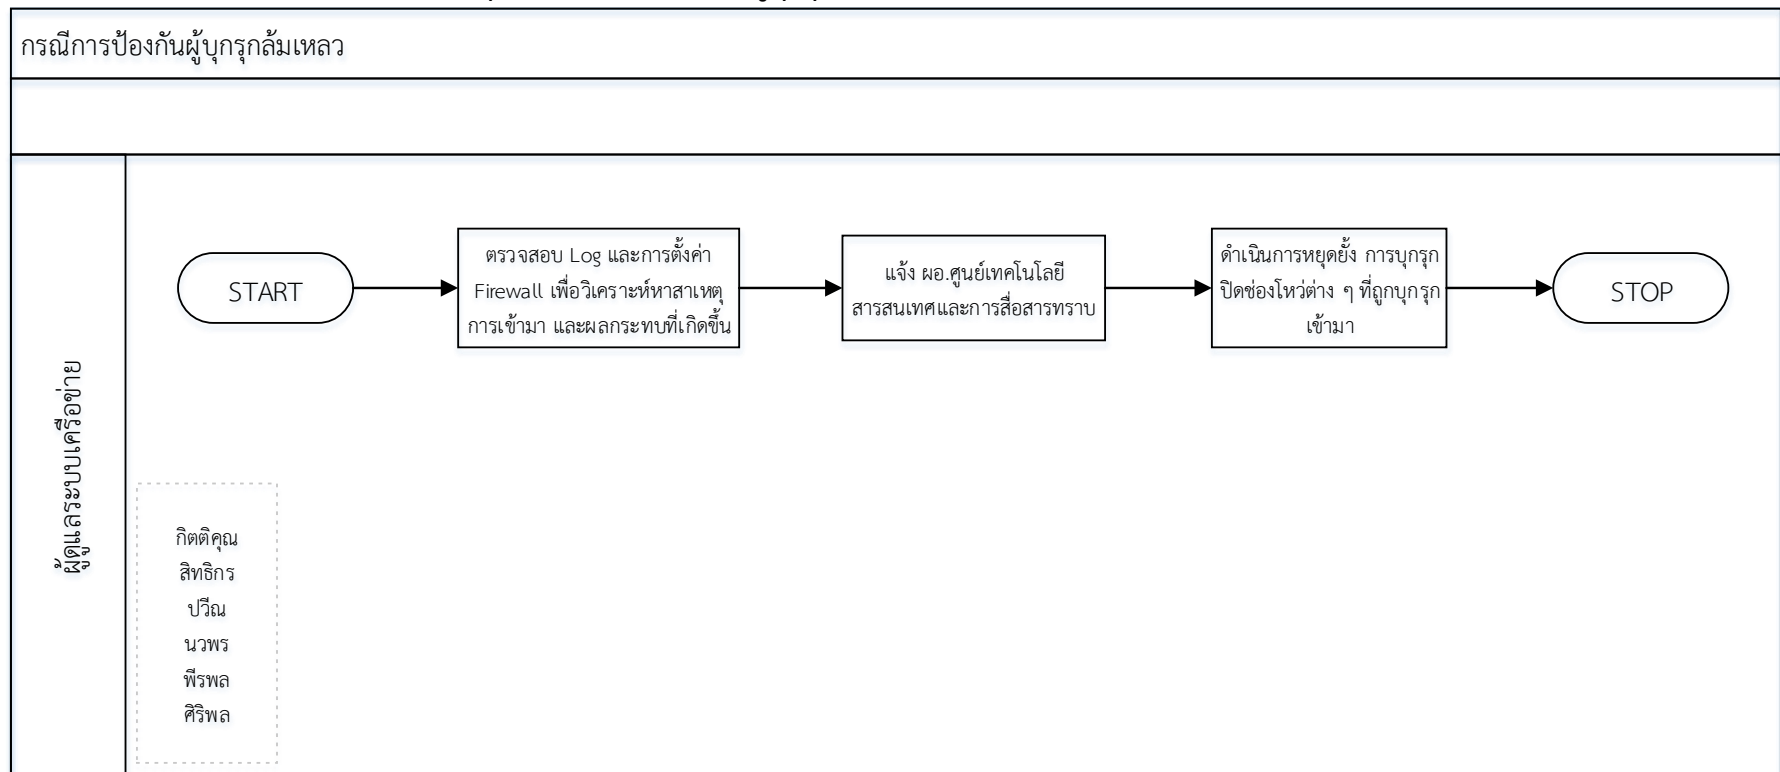 กรณีการป้องกันผู้บุกรุกล้มเหลว
START
ตรวจสอบ Log และการตั้งค่า
Firewall เพื่อวิเคราะห์หาสาเหตุ
การเข้ามา และผลกระทบที่เกิดขึ้น
แจ้ง ผอ.ศูนย์เทคโนโลยี
สารสนเทศและการสื่อสารทราบ
ดำเนินการหยุดยั้ง การบุกรุก
ปิดช่องโหว่ต่าง ๆ ที่ถูกบุกรุก
เข้ามา
STOP
ผู้ดูแลระบบเครือข่าย
กิตติคุณ
สิทธิกร
ปวีณ
นวพร
พีรพล
ศิริพล